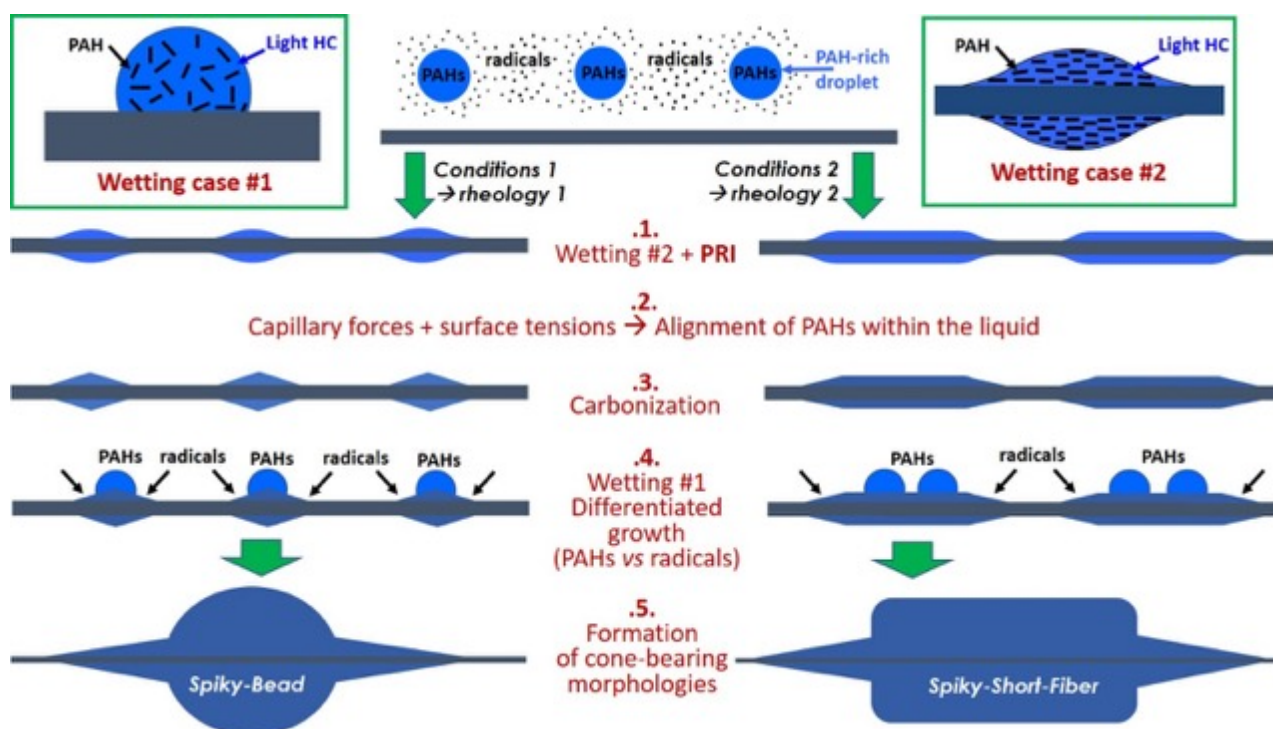 PAH
Light HC
Wetting case #1
PAHs
radicals
PAHs
radicals
PAHs
PAH-rich
droplet
PAH
Light HC
Wetting case #2
Conditions 1
→ rheology 1
Conditions 2
→ rheology 2
.1.
Wetting #2 + PRI
.2.
Capillary forces + surface tensions → Alignment of PAHs within the liquid
.3.
Carbonization
PAHs radicals PAHs radicals PAHs
.4.
Wetting #1
Differentiated
growth
(PAHs vs radicals)
PAHs radicals PAHs
.5.
Formation
of cone-bearing
morphologies
Spiky-Bead
Spiky-Short-Fiber